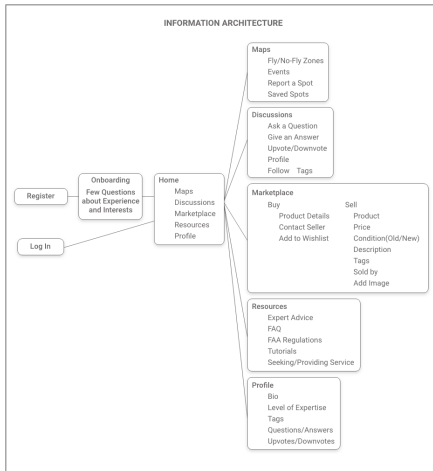 INFORMATION ARCHITECTURE
Register
Log In
Onboarding
Few Questions
about Experience
and Interests
Home
Maps
Discussions
Marketplace
Resources
Profile
Maps
Fly/No-Fly Zones
Events
Report a Spot
Saved Spots
Discussions
Ask a Question
Give an Answer
Upvote/Downvote
Profile
Follow Tags
Marketplace
Buy
Product Details
Contact Seller
Add to Wishlist
Sell
Product
Price
Condition(Old/New)
Description
Tags
Sold by
Add Image
Resources
Expert Advice
FAQ
FAA Regulations
Tutorials
Seeking/Providing Service
Profile
Bio
Level of Expertise
Tags
Questions/Answers
Upvotes/Downvotes